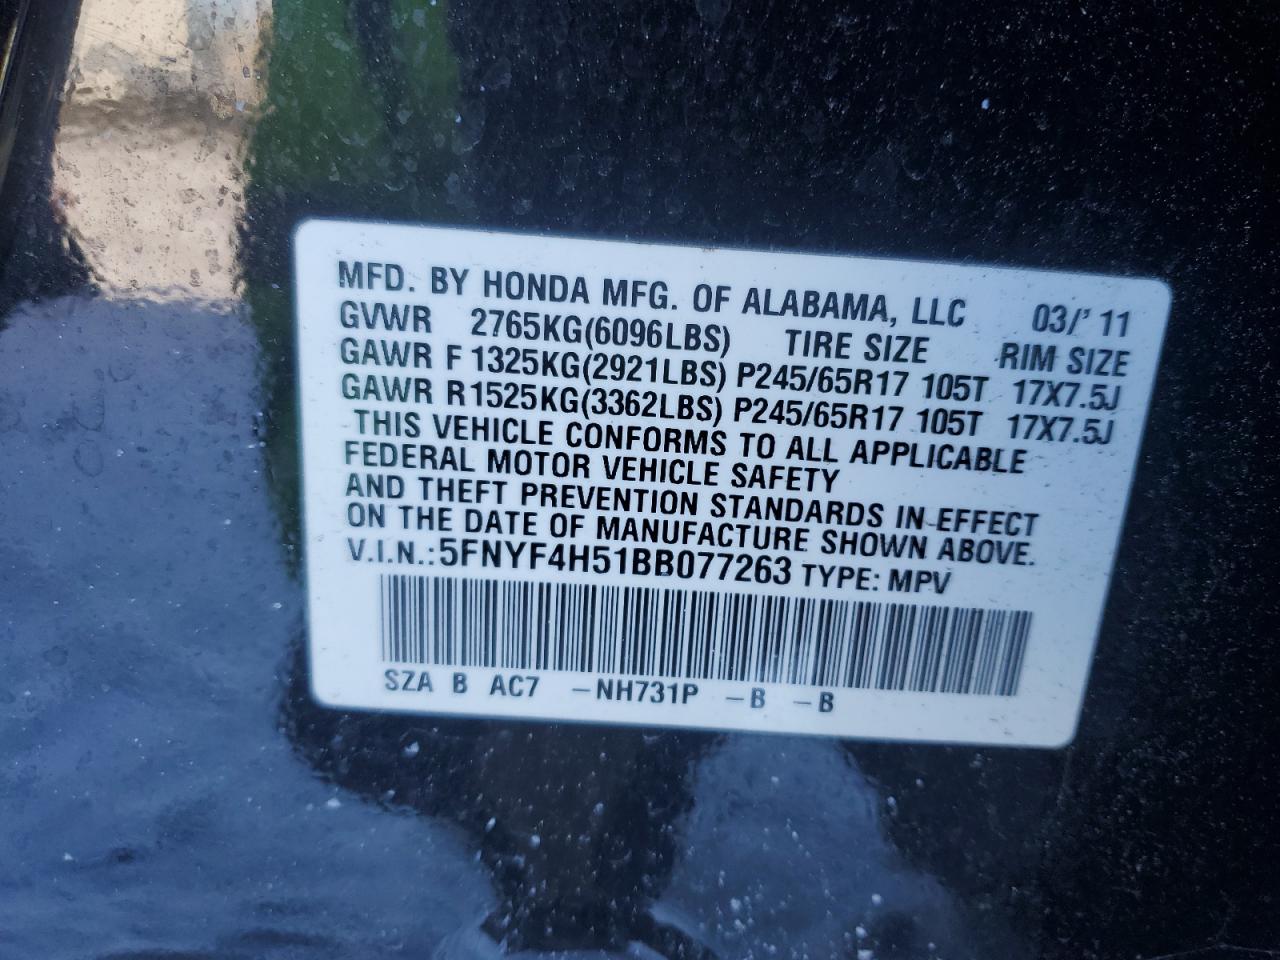 MFD. BY HONDA MFG. OF ALABAMA, LLC 03/' 11
GVWR 2765KG(6096LBS) TIRE SIZE RIM SIZE
GAWR F 1325KG(2921LBS) P245/65R17 105T 17X7.5J
GAWR R1525KG(3362LBS) P245/65R17 105T 17X7.5J
THIS VEHICLE CONFORMS TO ALL APPLICABLE
FEDERAL MOTOR VEHICLE SAFETY
AND THEFT PREVENTION STANDARDS IN EFFECT
ON THE DATE OF MANUFACTURE SHOWN ABOVE.
V.I.N.: 5FNYF4H51BB077263 TYPE: MPV
SZA B AC7 –NH731P –B –B